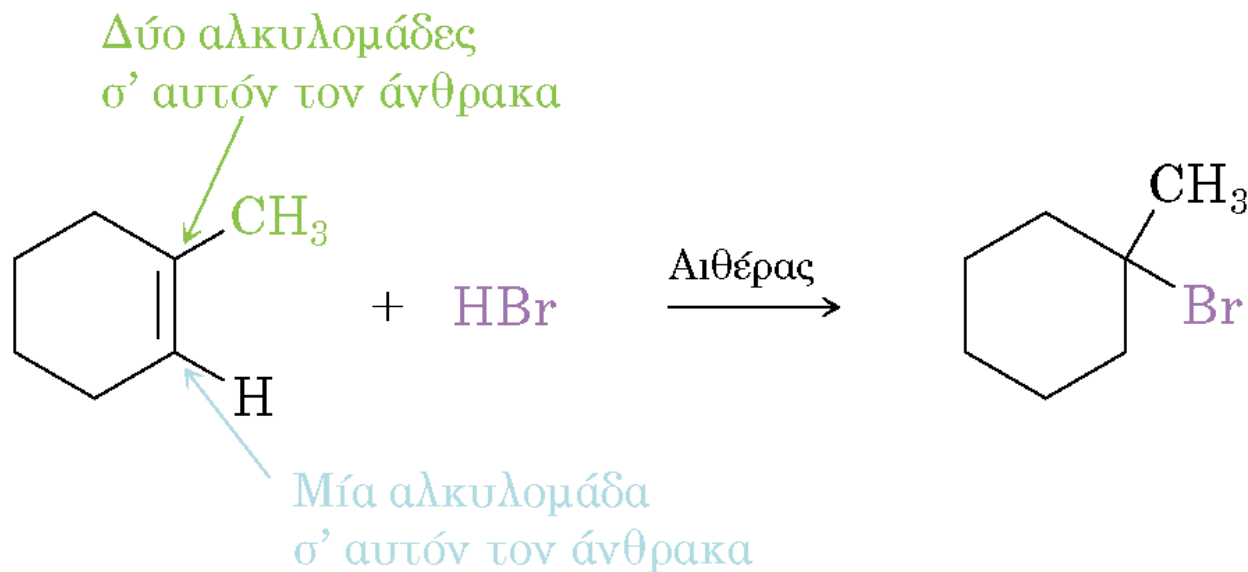 Δύο αλκυλομάδες
σ’ αυτόν τον άνθρακα
CH₃
H
+
HBr
Αιθέρας
CH₃
Br
Μία αλκυλομάδα
σ’ αυτόν τον άνθρακα